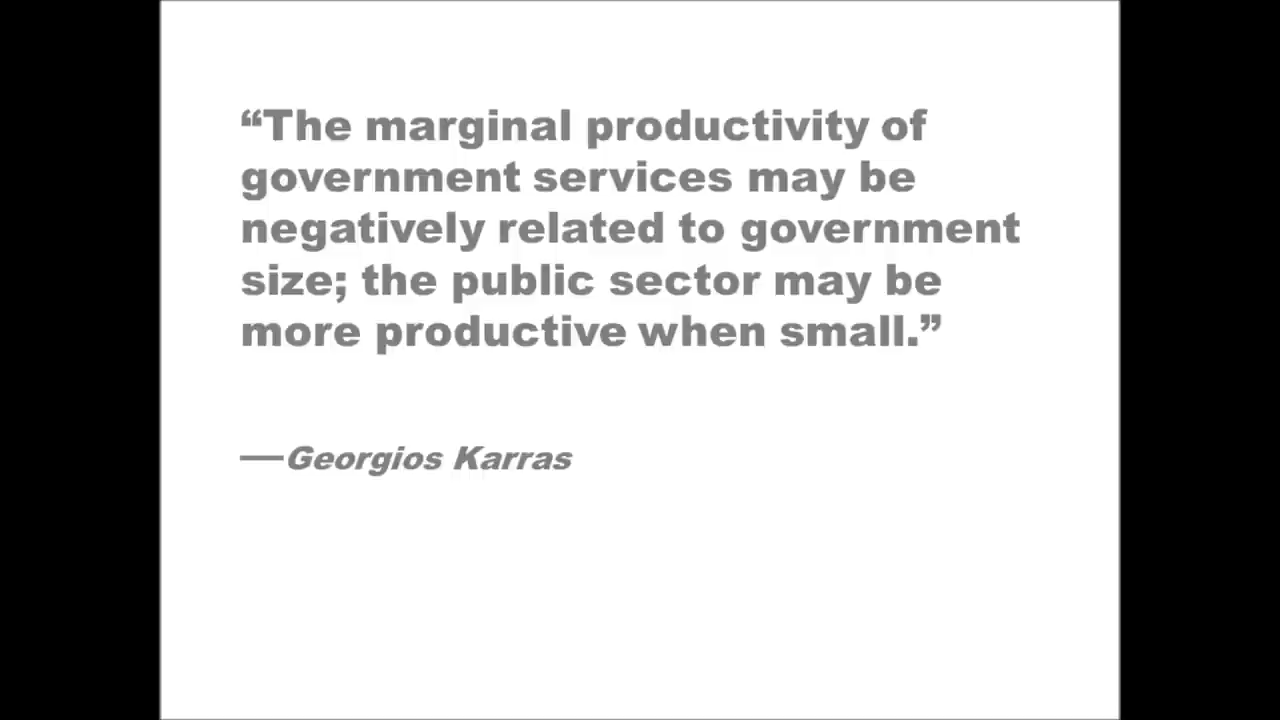 “The marginal productivity of
government services may be
negatively related to government
size; the public sector may be
more productive when small.”
—Georgios Karras